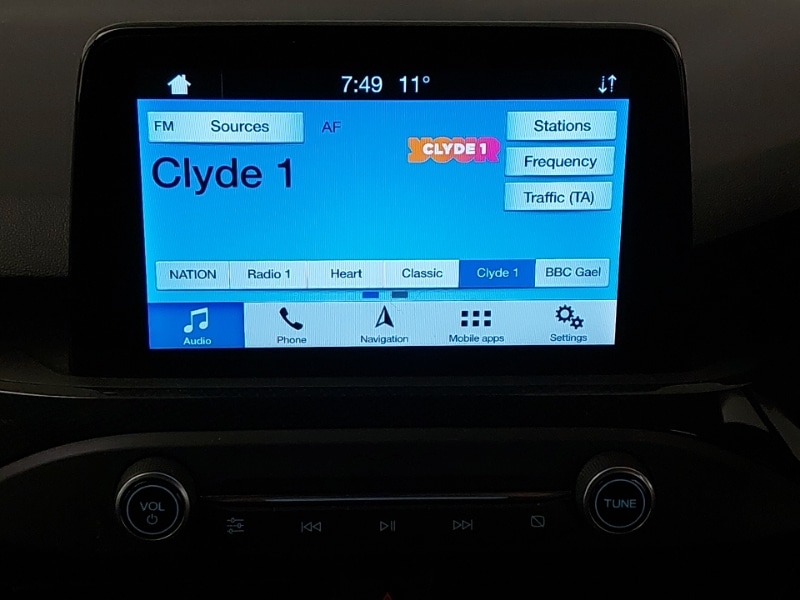 7:49 11°
FM Sources AF Stations
CLYDE 1
Clyde 1 Frequency
Traffic (TA)
NATION Radio 1 Heart Classic Clyde 1 BBC Gael
Audio Phone Navigation Mobile apps Settings
VOL TUNE